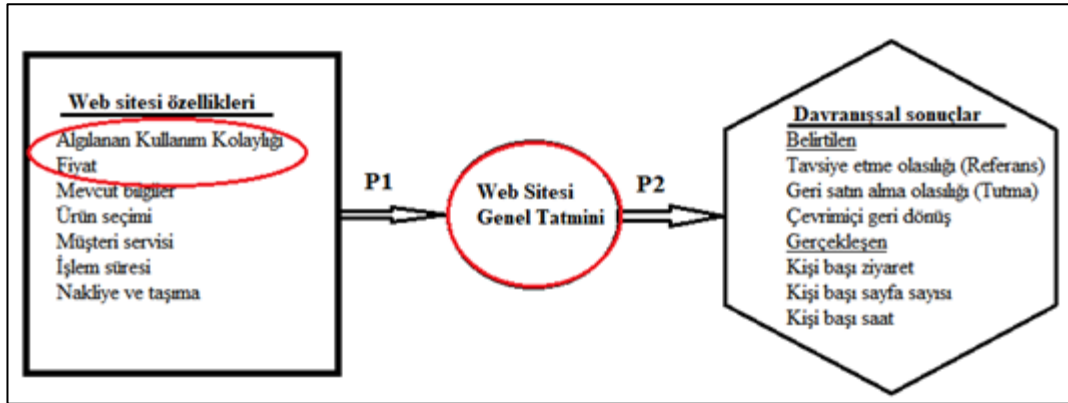 Web sitesi özellikleri
Algılanan Kullanım Kolaylığı
Fiyat
Mevcut bilgiler
Ürün seçimi
Müşteri servisi
İşlem süresi
Nakliye ve taşıma
P1
Web Sitesi
Genel Tatmini
P2
Davranışsal sonuçlar
Belirtilen
Tavsiye etme olasılığı (Referans)
Geri satın alma olasılığı (Tutma)
Çevrimiçi geri dönüş
Gerçekleşen
Kişi başı ziyaret
Kişi başı sayfa sayısı
Kişi başı saat